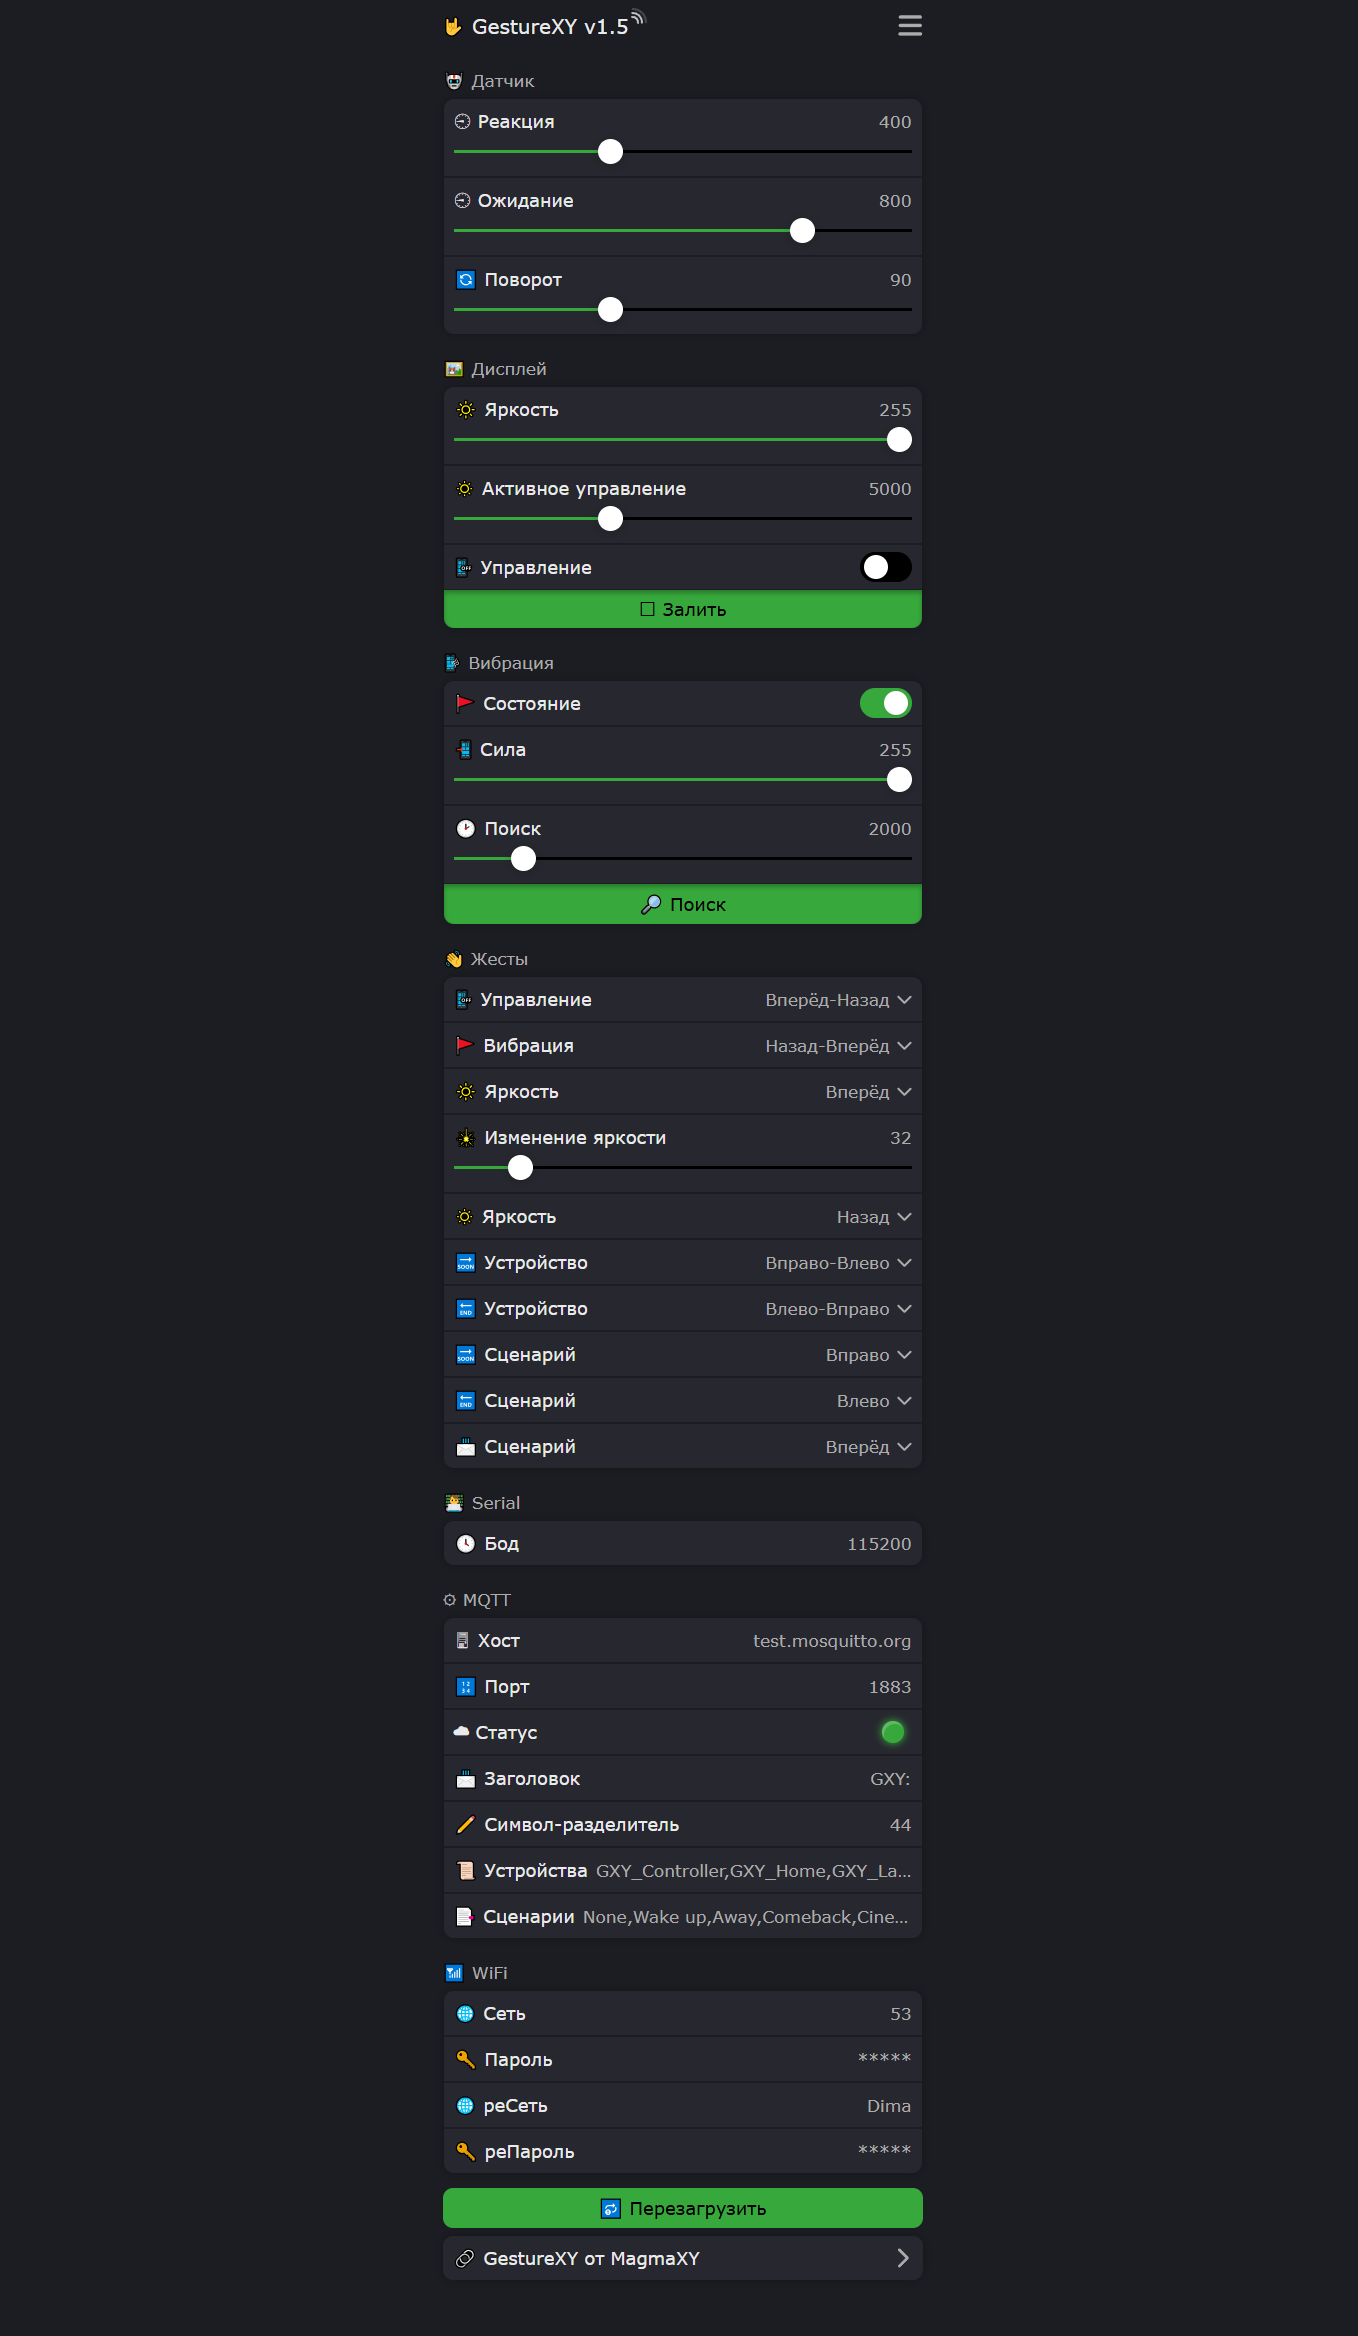 GestureXY v1.5
Датчик
Реакция 400
Ожидание 800
Поворот 90
Дисплей
Яркость 255
Активное управление 5000
Управление
Залить
Вибрация
Состояние
Сила 255
Поиск 2000
Поиск
Жесты
Управление Вперёд-Назад
Вибрация Назад-Вперёд
Яркость Вперёд
Изменение яркости 32
Яркость Назад
Устройство Вправо-Влево
Устройство Влево-Вправо
Сценарий Вправо
Сценарий Влево
Сценарий Вперёд
Serial
Бод 115200
MQTT
Хост test.mosquitto.org
Порт 1883
Статус
Заголовок GXY:
Символ-разделитель 44
Устройства GXY_Controller,GXY_Home,GXY_La...
Сценарии None,Wake up,Away,Comeback,Cine...
WiFi
Сеть 53
Пароль *****
реСеть Dima
рeПароль *****
Перезагрузить
GestureXY от MagmaXY